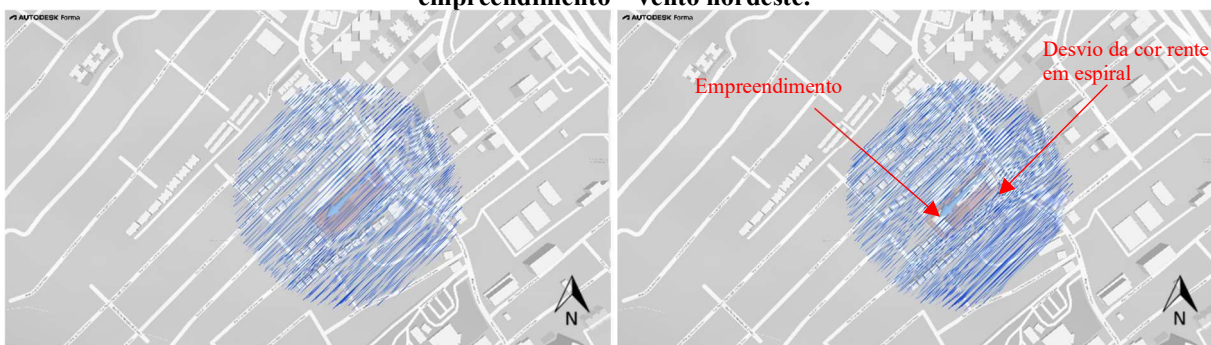 empreendimento – vento nordeste.
AUTODESK Forma
AUTODESK Forma
Desvio da cor rente
em espiral
Empreendimento
N
N